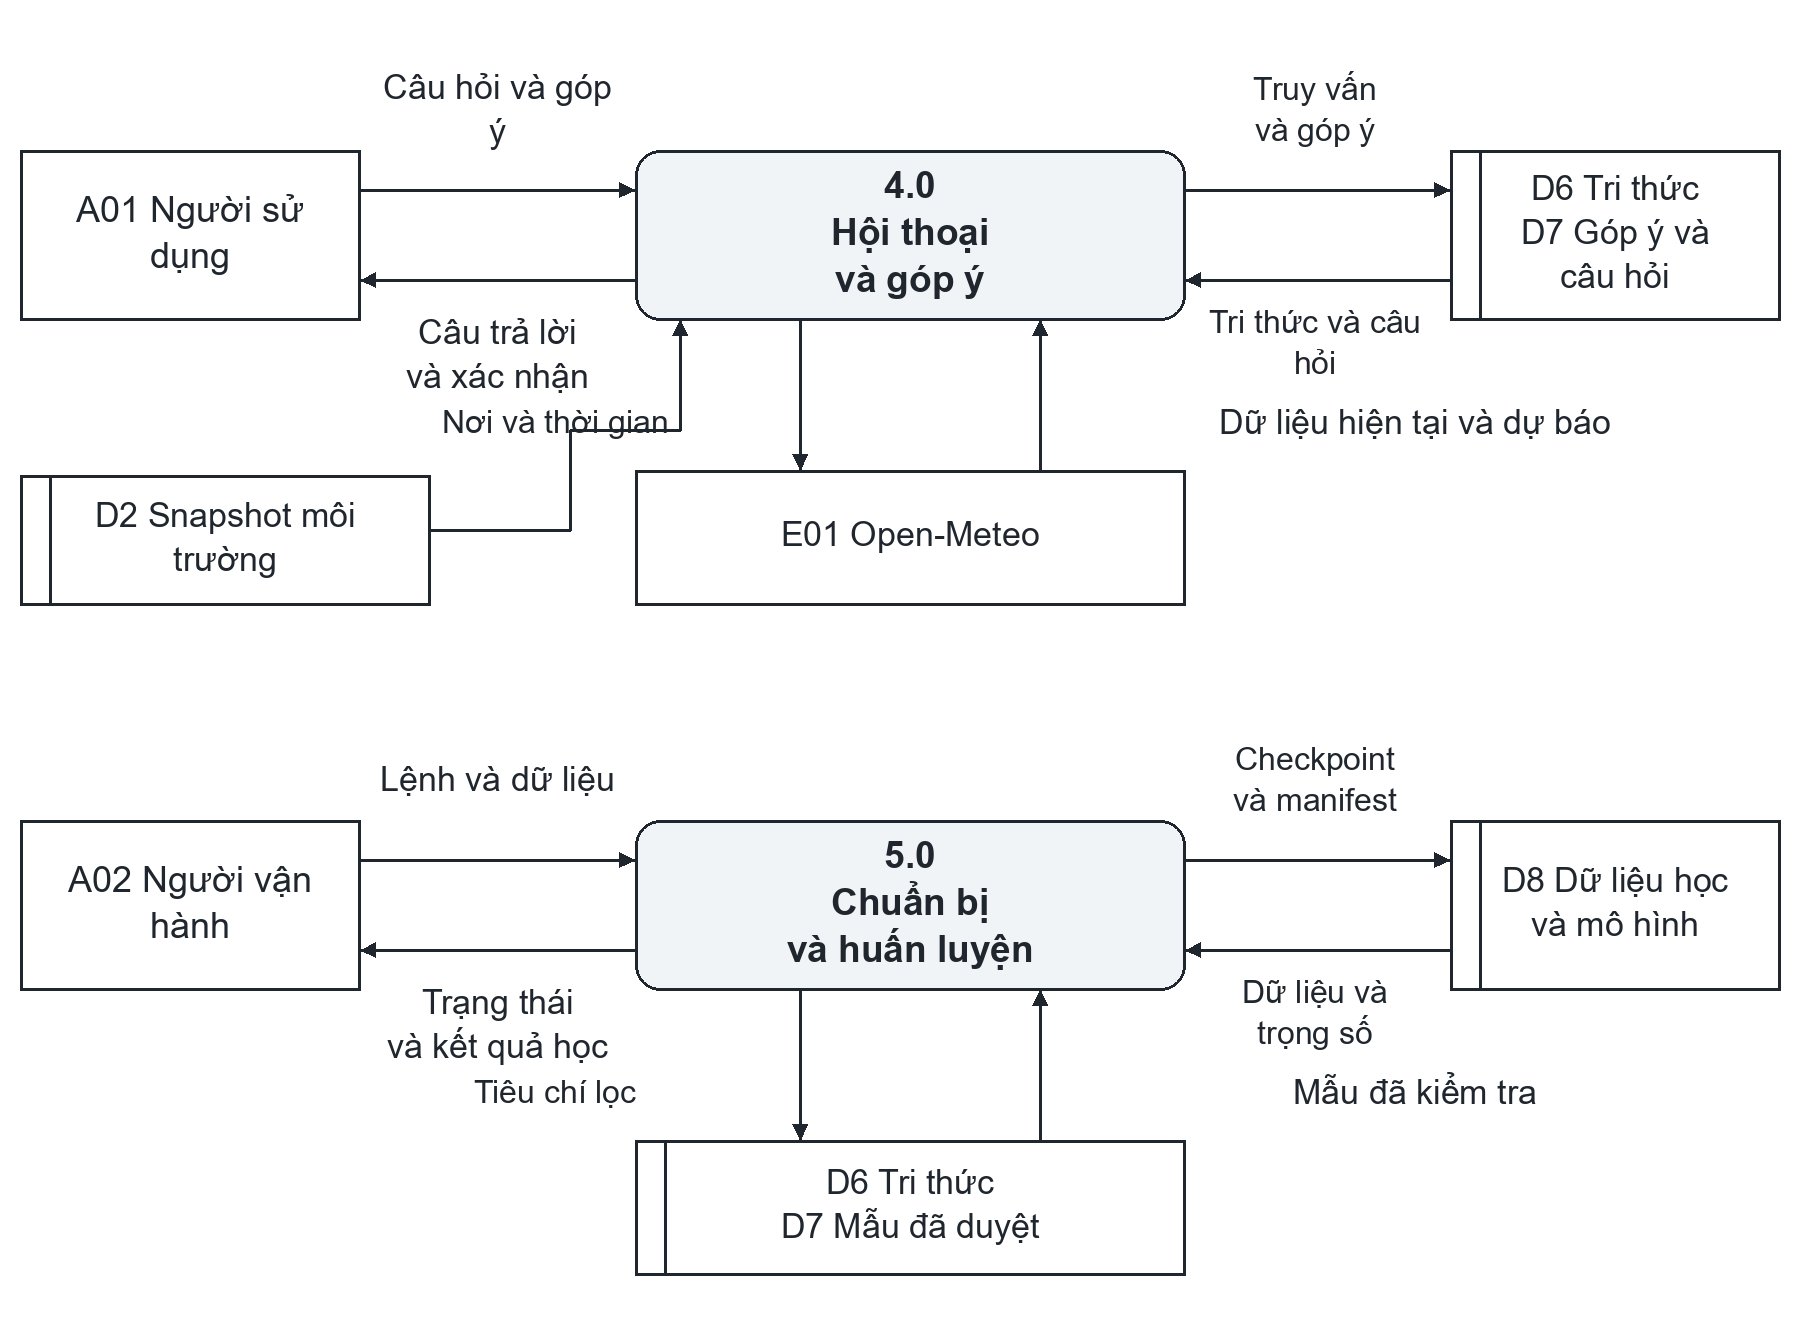 Câu hỏi và góp
ý
Truy vấn
và góp ý
A01 Người sử
dụng
4.0
Hội thoại
và góp ý
D6 Tri thức
D7 Góp ý và
câu hỏi
Câu trả lời
và xác nhận
Tri thức và câu
hỏi
Nơi và thời gian
Dữ liệu hiện tại và dự báo
D2 Snapshot môi
trường
E01 Open-Meteo
Lệnh và dữ liệu
Checkpoint
và manifest
A02 Người vận
hành
5.0
Chuẩn bị
và huấn luyện
D8 Dữ liệu học
và mô hình
Trạng thái
và kết quả học
Dữ liệu và
trọng số
Tiêu chí lọc
Mẫu đã kiểm tra
D6 Tri thức
D7 Mẫu đã duyệt